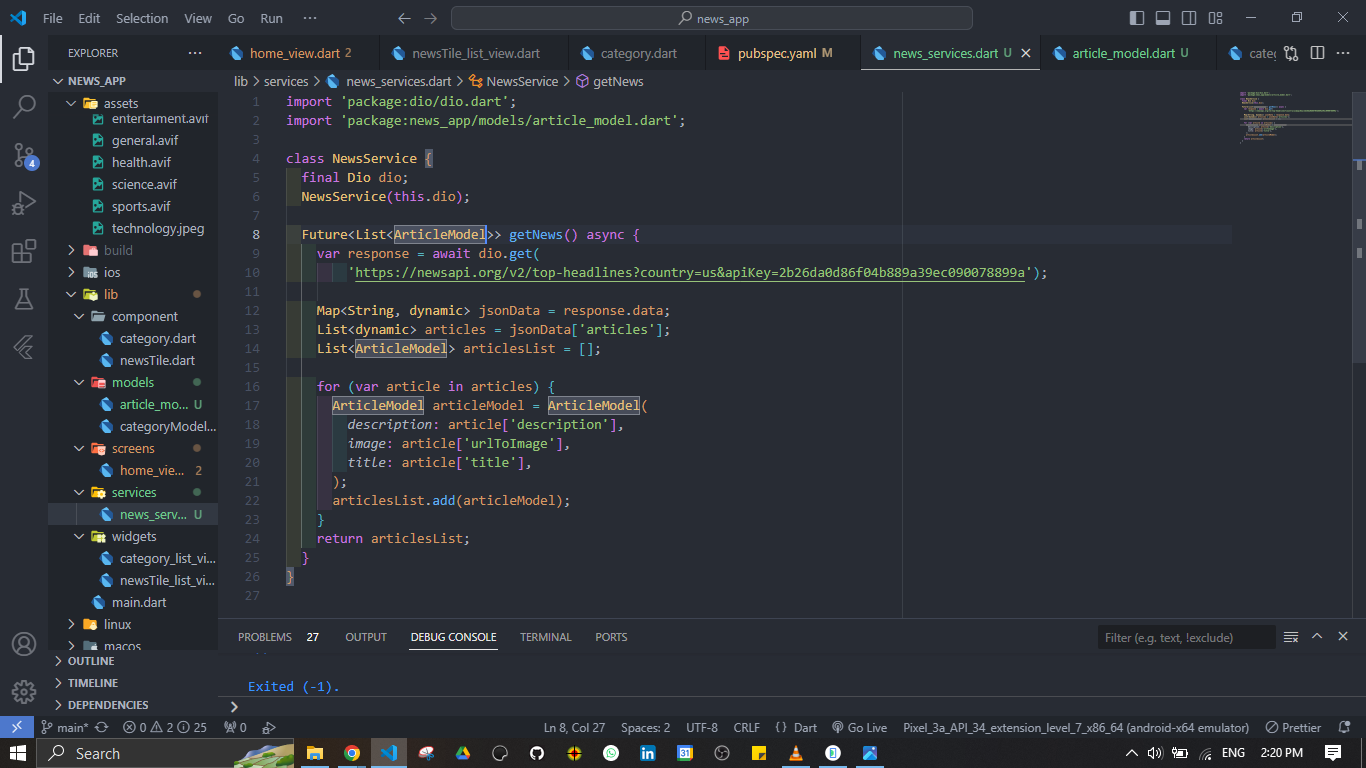 File Edit Selection View Go Run ··· news_app
EXPLORER ···
home_view.dart 2 newsTile_list_view.dart category.dart pubspec.yaml M news_services.dart U article_model.dart U cate
NEWS_APP
lib > services > news_services.dart > NewsService > getNews
assets
entertaiment.avif
general.avif
health.avif
science.avif
sports.avif
technology.jpeg
build
ios
lib
component
category.dart
newsTile.dart
models
article_mo... U
categoryModel...
screens
home_vie... 2
services
news_serv... U
widgets
category_list_vi...
newsTile_list_vi...
main.dart
linux
macos
OUTLINE
TIMELINE
DEPENDENCIES
1 import 'package:dio/dio.dart';
2 import 'package:news_app/models/article_model.dart';
3
4 class NewsService {
5 final Dio dio;
6 NewsService(this.dio);
7
8 Future<List<ArticleModel>> getNews() async {
9 var response = await dio.get(
10 'https://newsapi.org/v2/top-headlines?country=us&apiKey=2b26da0d86f04b889a39ec090078899a');
11
12 Map<String, dynamic> jsonData = response.data;
13 List<dynamic> articles = jsonData['articles'];
14 List<ArticleModel> articlesList = [];
15
16 for (var article in articles) {
17 ArticleModel articleModel = ArticleModel(
18 description: article['description'],
19 image: article['urlToImage'],
20 title: article['title'],
21 );
22 articlesList.add(articleModel);
23 }
24 return articlesList;
25 }
26 }
27
PROBLEMS 27 OUTPUT DEBUG CONSOLE TERMINAL PORTS Filter (e.g. text, !exclude)
Exited (-1).
>
4
main* 0 2 25 0 Ln 8, Col 27 Spaces: 2 UTF-8 CRLF {} Dart Go Live Pixel_3a_API_34_extension_level_7_x86_64 (android-x64 emulator) Prettier
Search 31 ENG 2:20 PM